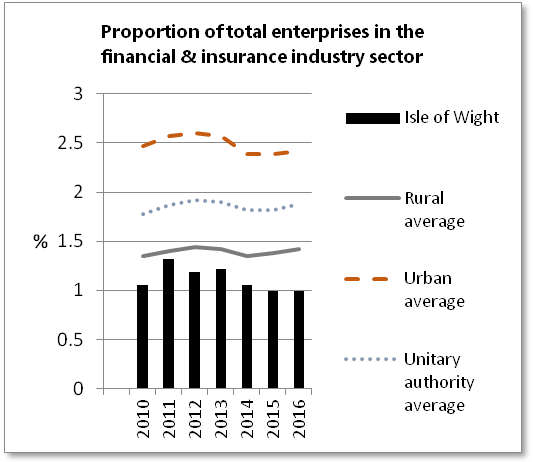 Proportion of total enterprises in the
financial & insurance industry sector
3
2.5
2
1.5
1
0.5
0
%
2010
2011
2012
2013
2014
2015
2016
Isle of Wight
Rural
average
Urban
average
Unitary
authority
average